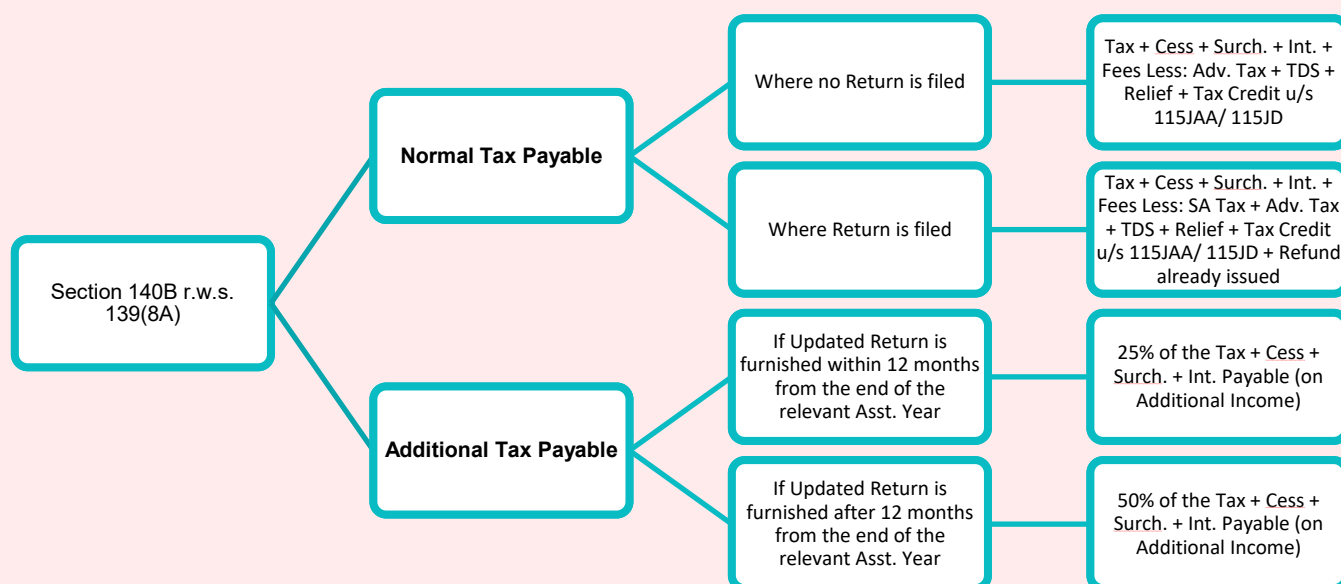 Section 140B r.w.s.
139(8A)
Normal Tax Payable
Where no Return is filed
Tax + Cess + Surch. + Int. +
Fees Less: Adv. Tax + TDS +
Relief + Tax Credit u/s
115JAA/ 115JD
Where Return is filed
Tax + Cess + Surch. + Int. +
Fees Less: SA Tax + Adv. Tax
+ TDS + Relief + Tax Credit
u/s 115JAA/ 115JD + Refund
already issued
Additional Tax Payable
If Updated Return is
furnished within 12 months
from the end of the
relevant Asst. Year
25% of the Tax + Cess +
Surch. + Int. Payable (on
Additional Income)
If Updated Return is
furnished after 12 months
from the end of the
relevant Asst. Year
50% of the Tax + Cess +
Surch. + Int. Payable (on
Additional Income)